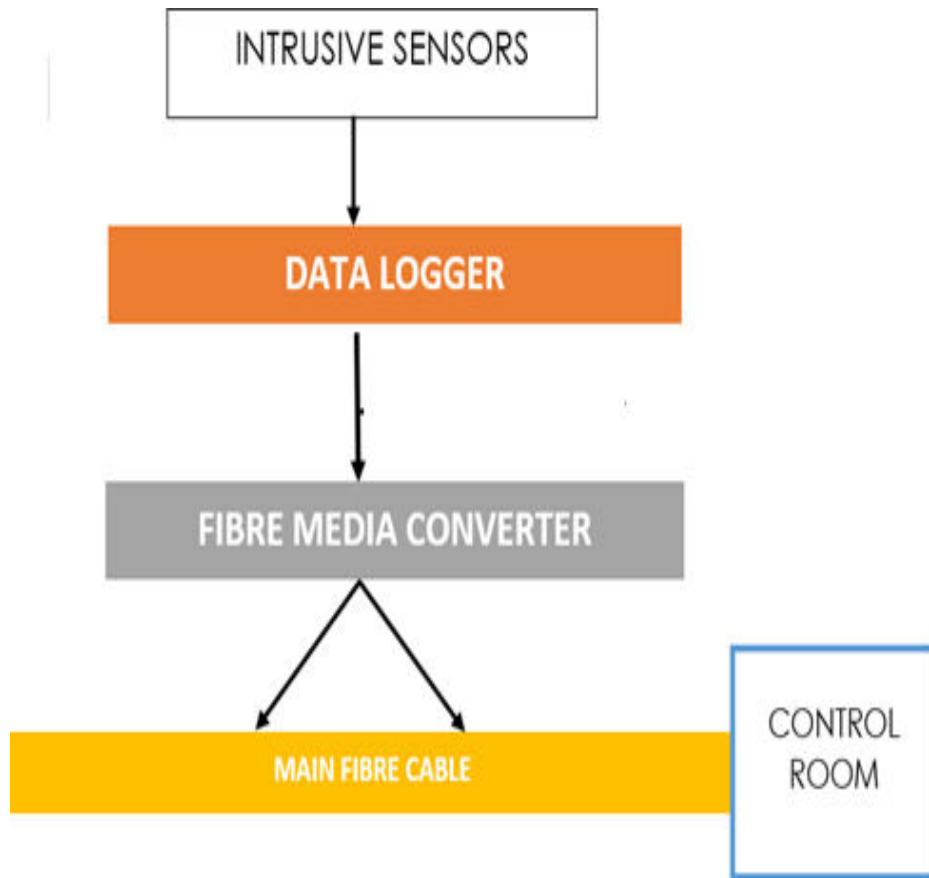 INTRUSIVE SENSORS
DATA LOGGER
FIBRE MEDIA CONVERTER
MAIN FIBRE CABLE
CONTROL
ROOM